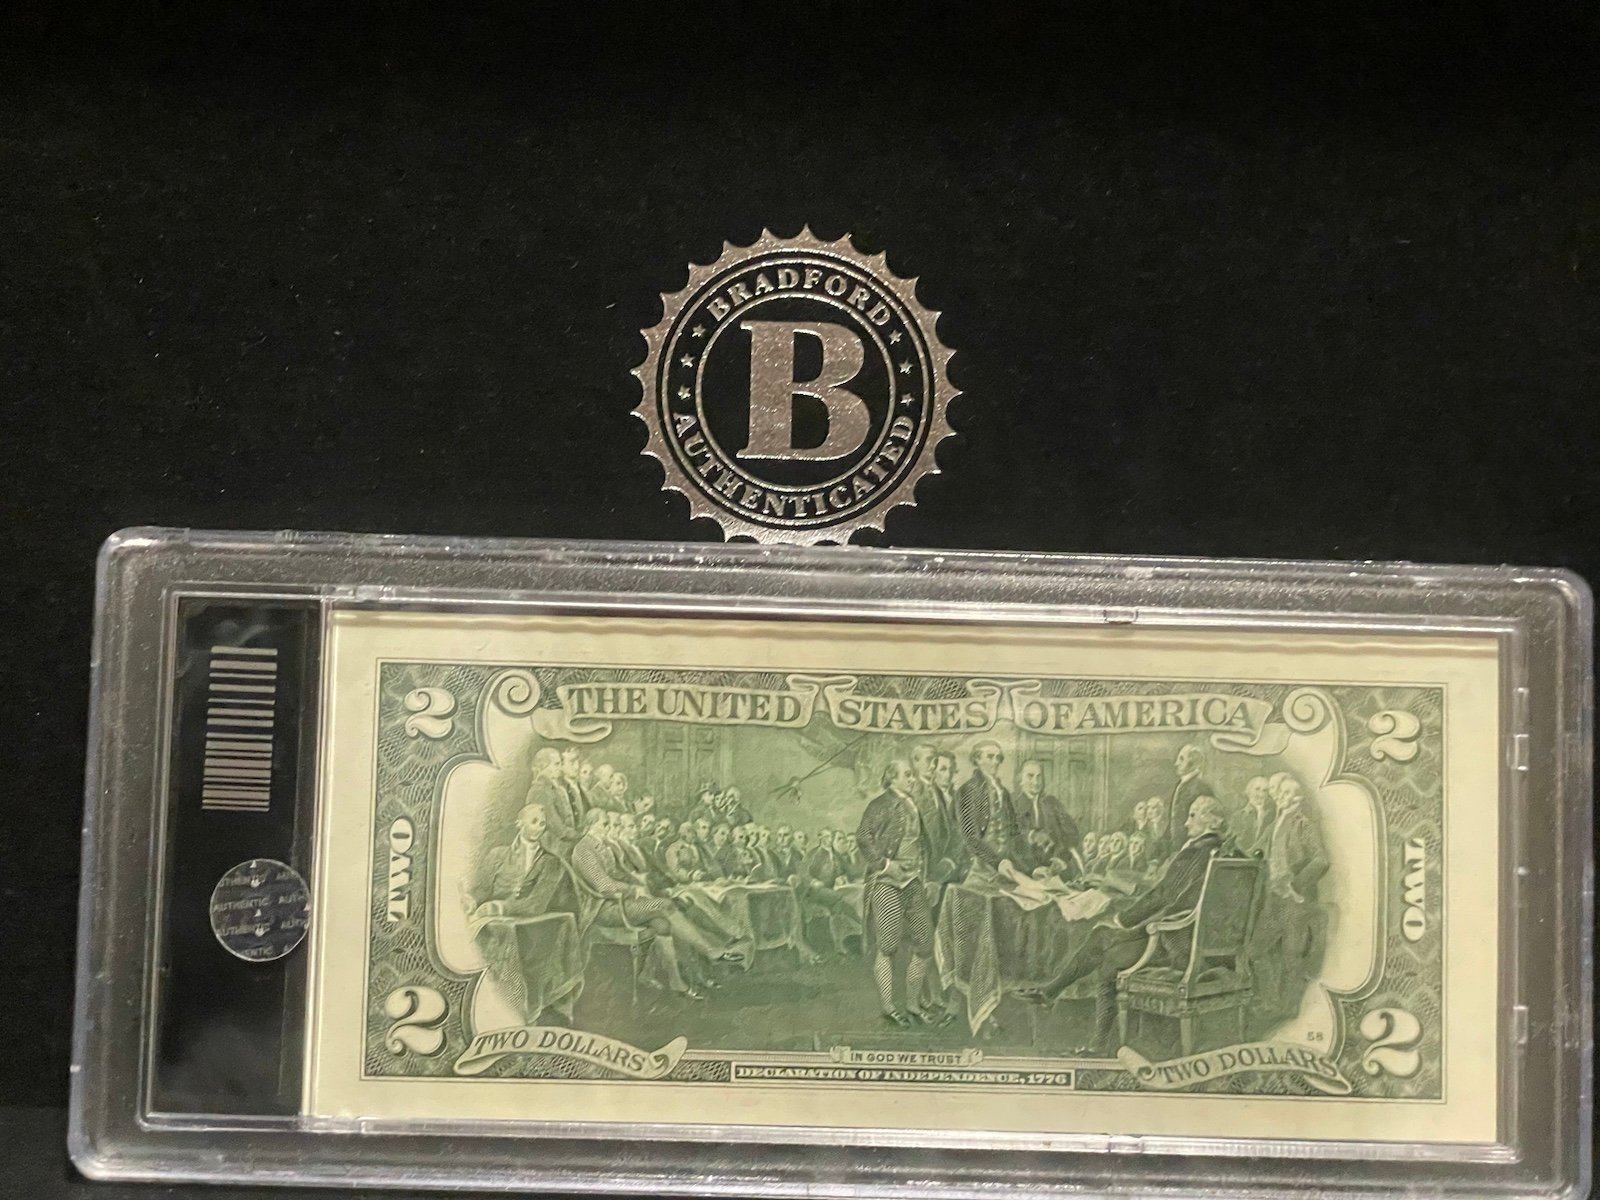 BRADFORD
B
AUTHENTICATED
2 THE UNITED STATES OF AMERICA 2
TWO
TWO
AUTHENTIC
AUTHENTIC
2 TWO DOLLARS
IN GOD WE TRUST
DECLARATION OF INDEPENDENCE, 1776
58
TWO DOLLARS 2